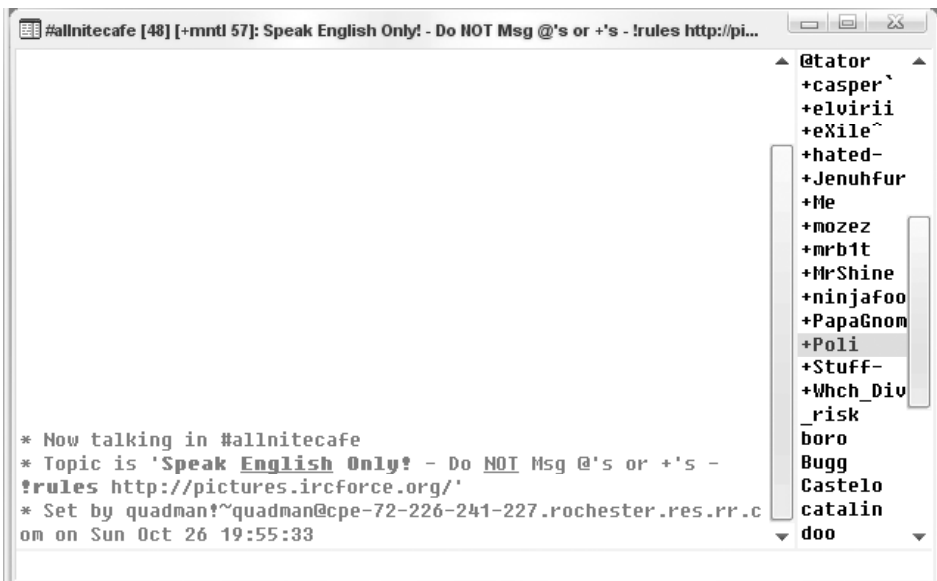 #allnitecafe [48] [+mntl 57]: Speak English Only! - Do NOT Msg @'s or +'s - !rules http://pi...
* Now talking in #allnitecafe
* Topic is 'Speak English Only! - Do NOT Msg @'s or +'s -
!rules http://pictures.ircforce.org/'
* Set by quadman!~quadman@cpe-72-226-241-227.rochester.res.rr.c
om on Sun Oct 26 19:55:33
@tator
+casper`
+elvirii
+eXile^
+hated-
+Jenuhfur
+Me
+mozez
+mrb1t
+MrShine
+ninjafoo
+PapaGnom
+Poli
+Stuff-
+Whch_Div
_risk
boro
Bugg
Castelo
catalin
doo